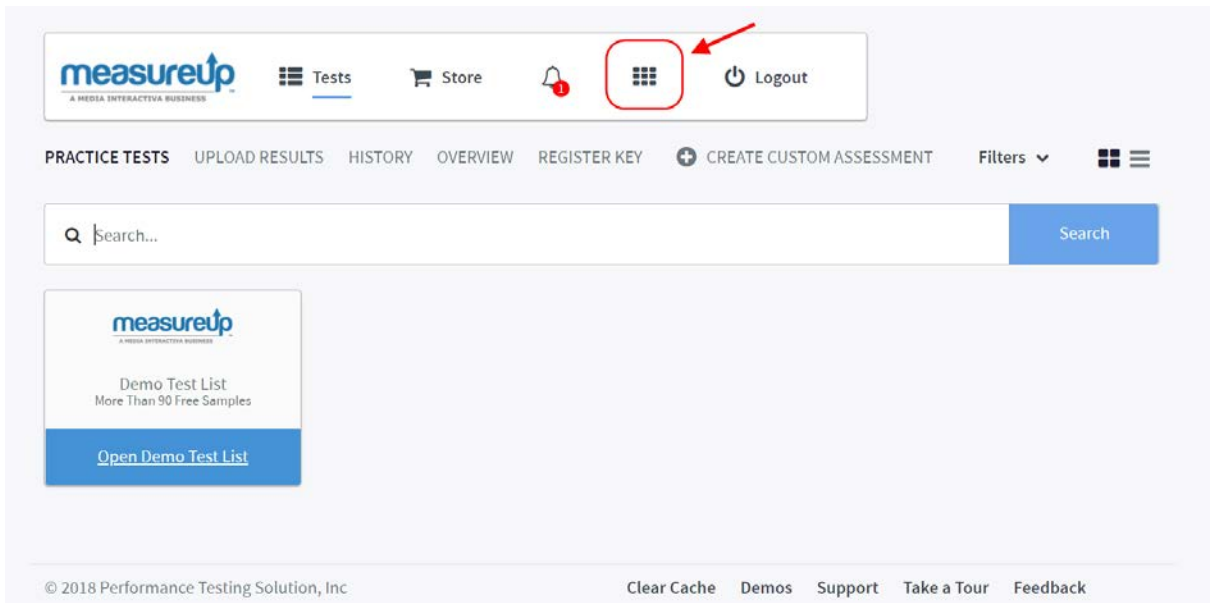 measureup
A MEDIA INTERACTIVA BUSINESS
Tests
Store
1
Logout
PRACTICE TESTS UPLOAD RESULTS HISTORY OVERVIEW REGISTER KEY CREATE CUSTOM ASSESSMENT Filters
Search...
Search
measureup
A MEDIA INTERACTIVA BUSINESS
Demo Test List
More Than 90 Free Samples
Open Demo Test List
© 2018 Performance Testing Solution, Inc
Clear Cache Demos Support Take a Tour Feedback